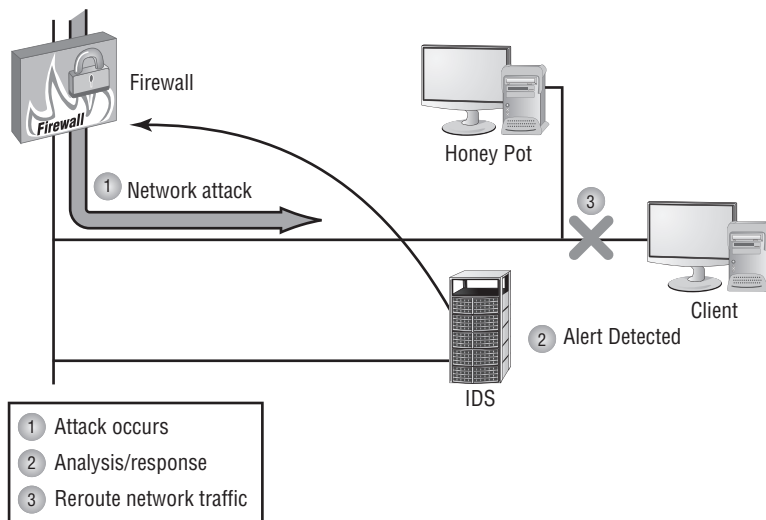 Firewall
Firewall
Honey Pot
1 Network attack
3
Client
2 Alert Detected
IDS
1 Attack occurs
2 Analysis/response
3 Reroute network traffic